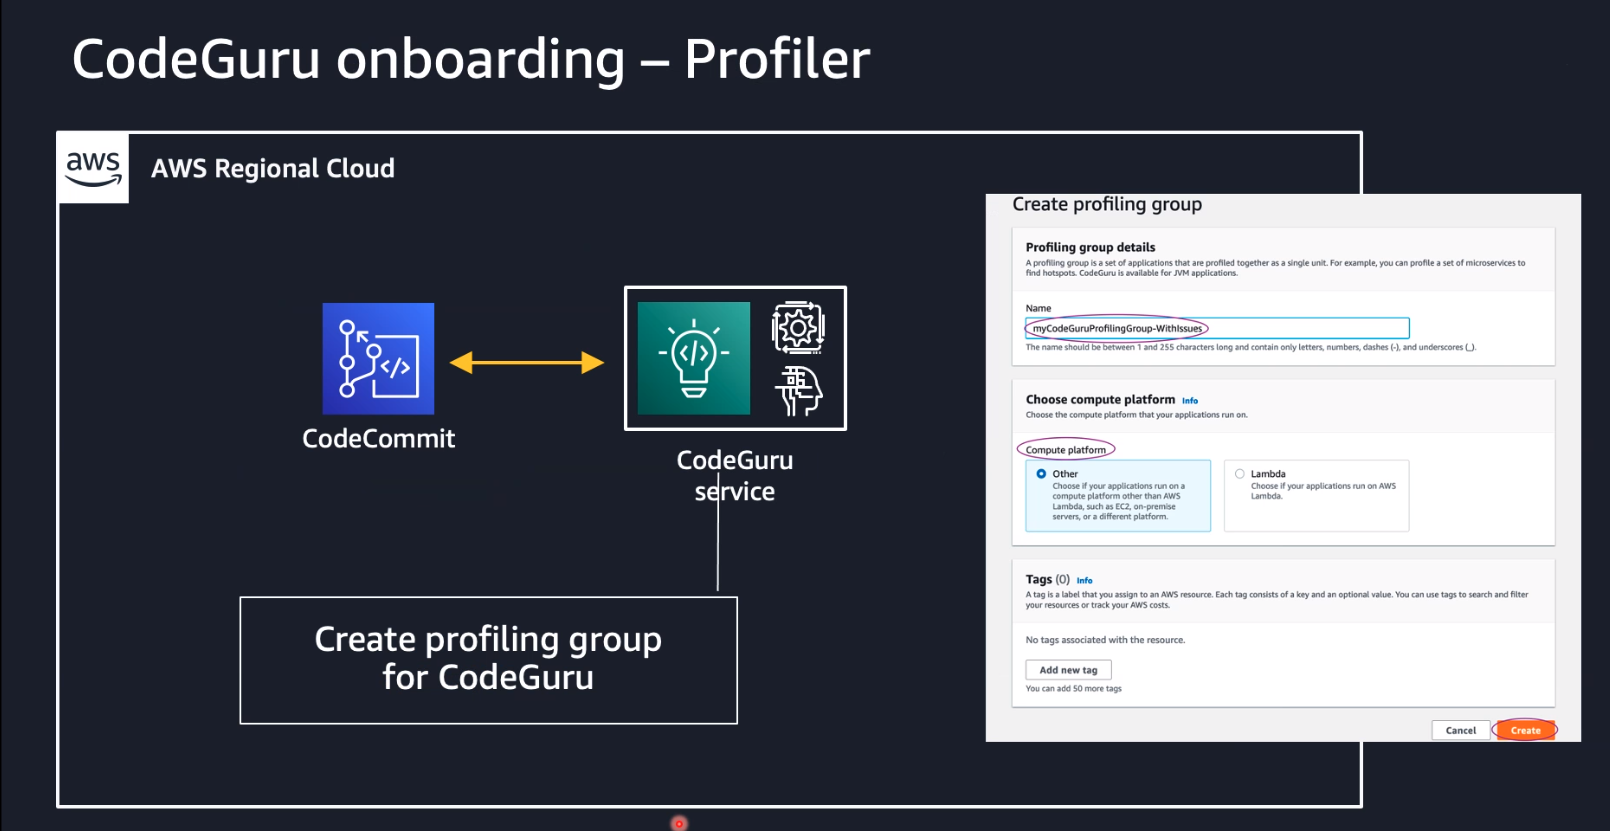 CodeGuru onboarding – Profiler
aws
AWS Regional Cloud
CodeCommit
CodeGuru
service
Create profiling group
for CodeGuru
Create profiling group
Profiling group details
A profiling group is a set of applications that are profiled together as a single unit. For example, you can profile a set of microservices to
find hotspots. CodeGuru is available for JVM applications.
Name
myCodeGuruProfilingGroup-WithIssues
The name should be between 1 and 255 characters long and contain only letters, numbers, dashes (-), and underscores (_).
Choose compute platform Info
Choose the compute platform that your applications run on.
Compute platform
Other
Choose if your applications run on a
compute platform other than AWS
Lambda, such as EC2, on-premise
servers, or a different platform.
Lambda
Choose if your applications run on AWS
Lambda.
Tags (0) Info
A tag is a label that you assign to an AWS resource. Each tag consists of a key and an optional value. You can use tags to search and filter
your resources or track your AWS costs.
No tags associated with the resource.
Add new tag
You can add 50 more tags
Cancel Create